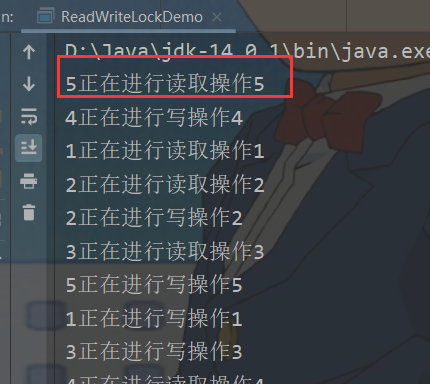 n:
ReadWriteLockDemo
D:\Java\jdk-14.0.1\bin\java.exe
5正在进行读取操作5
4正在进行写操作4
1正在进行读取操作1
2正在进行读取操作2
2正在进行写操作2
3正在进行读取操作3
5正在进行写操作5
1正在进行写操作1
3正在进行写操作3
4正在进行读取操作4